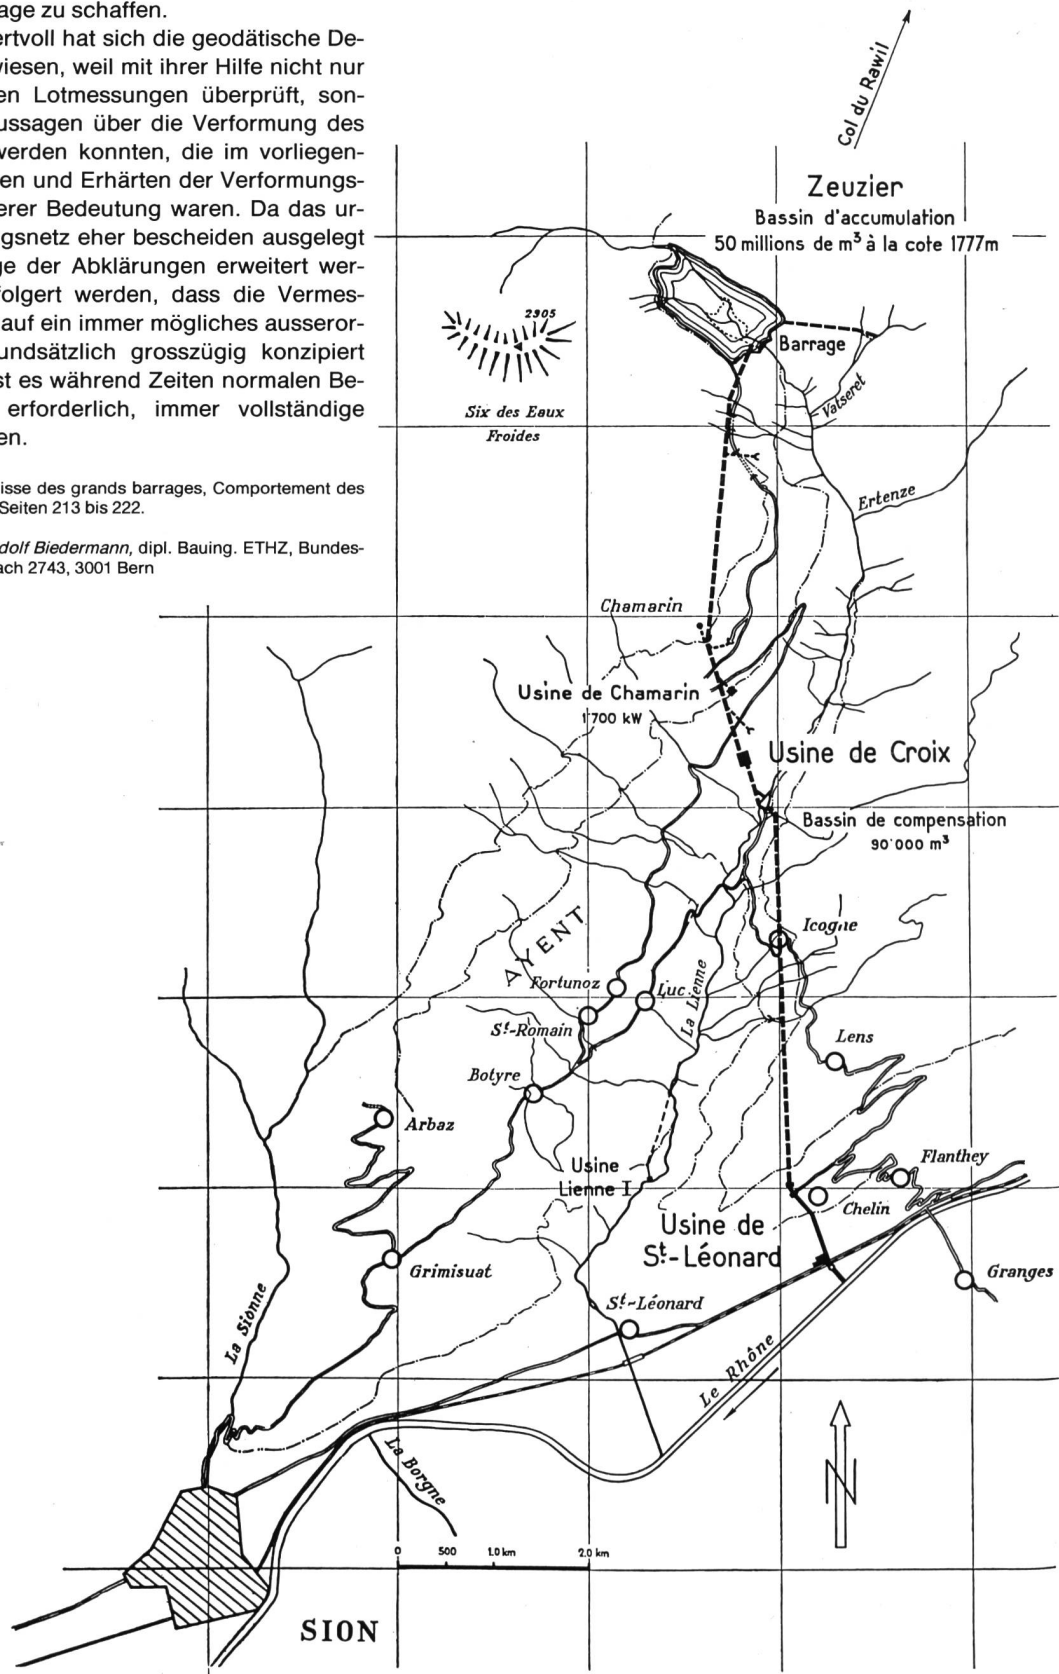 age zu schaffen.
ertvoll hat sich die geodätische De-
viesen, weil mit ihrer Hilfe nicht nur
en Lotmessungen überprüft, son-
ussagen über die Verformung des
werden konnten, die im vorliegen-
en und Erhärten der Verformungs-
erer Bedeutung waren. Da das ur-
gsnetz eher bescheiden ausgelegt
ge der Abklärungen erweitert wer-
folgert werden, dass die Vermes-
auf ein immer mögliches ausseror-
undsätzlich grosszügig konzipiert
st es während Zeiten normalen Be-
erforderlich, immer vollständige
en.
isse des grands barrages, Comportement des
Seiten 213 bis 222.
dolf Biedermann, dipl. Bauing. ETHZ, Bundes-
ach 2743, 3001 Bern
Col du Rawil
Zeuzier
Bassin d'accumulation
50 millions de m³ à la cote 1777m
2905
Barrage
Vatseret
Six des Eaux
Froides
Ertenze
Chamarin
Usine de Chamarin
1'700 kW
Usine de Croix
Bassin de compensation
90'000 m³
AYENT
Icogne
Fortunoz
Luc
La Lienne
St-Romain
Lens
Botyre
Arbaz
Flanthey
Usine
Lienne I
Chelin
Usine de
St-Léonard
Grimisuat
Granges
St-Léonard
La Sionne
Le Rhône
La Borgne
N
0 500 1.0 km 2.0 km
SION